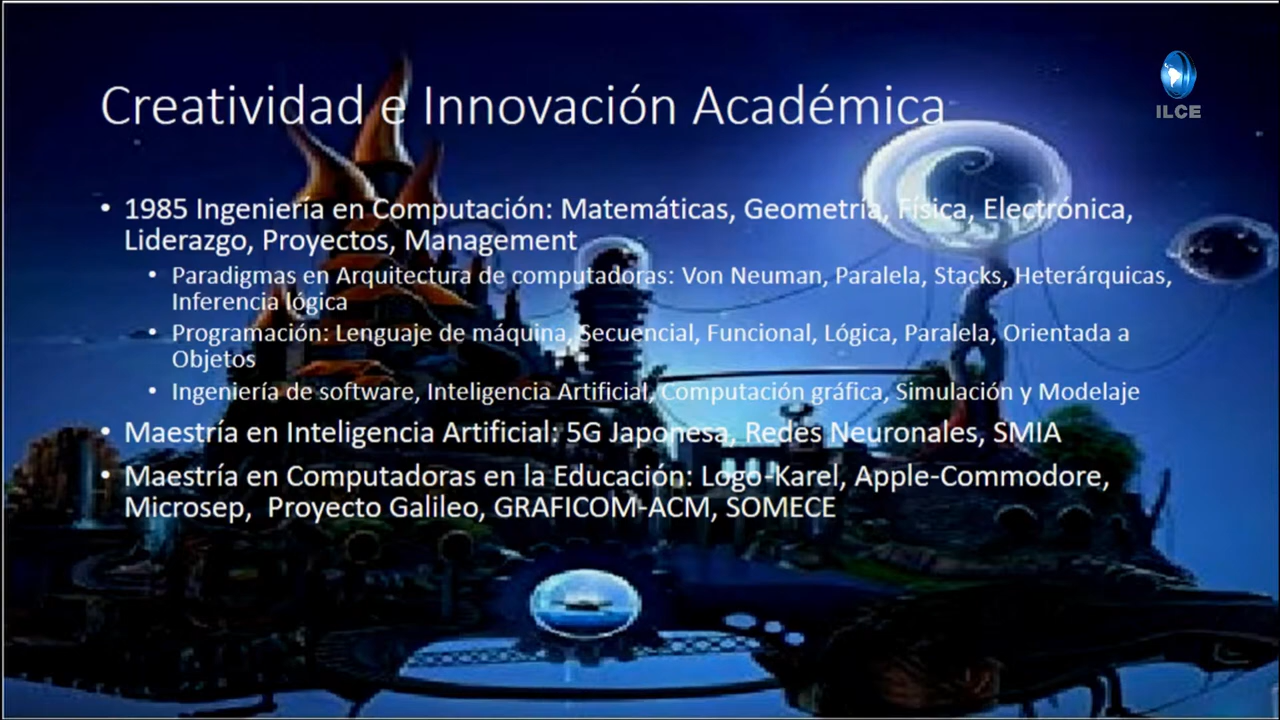 Creatividad e Innovación Académica
ILCE
• 1985 Ingeniería en Computación: Matemáticas, Geometría, Física, Electrónica,
Liderazgo, Proyectos, Management
• Paradigmas en Arquitectura de computadoras: Von Neuman, Paralela, Stacks, Heterárquicas,
Inferencia lógica
• Programación: Lenguaje de máquina, Secuencial, Funcional, Lógica, Paralela, Orientada a
Objetos
• Ingeniería de software, Inteligencia Artificial, Computación gráfica, Simulación y Modelaje
• Maestría en Inteligencia Artificial: 5G Japonesa, Redes Neuronales, SMIA
• Maestría en Computadoras en la Educación: Logo-Karel, Apple-Commodore,
Microsep, Proyecto Galileo, GRAFICOM-ACM, SOMECE